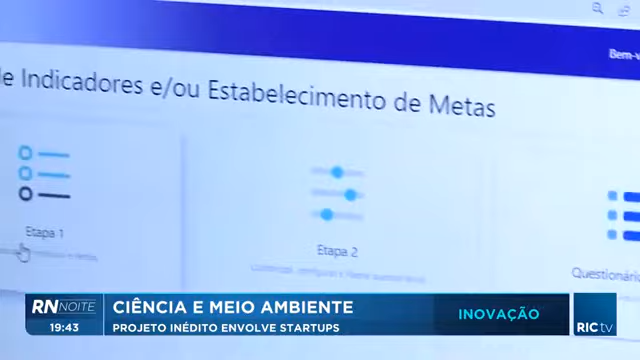 Bem-v
de Indicadores e/ou Estabelecimento de Metas
Etapa 1
Etapa 2
Questionári
RN NOITE
CIÊNCIA E MEIO AMBIENTE
INOVAÇÃO
RIC tv
19:43
PROJETO INÉDITO ENVOLVE STARTUPS